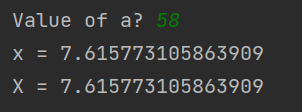 Value of a? 58
x = 7.615773105863909
X = 7.615773105863909